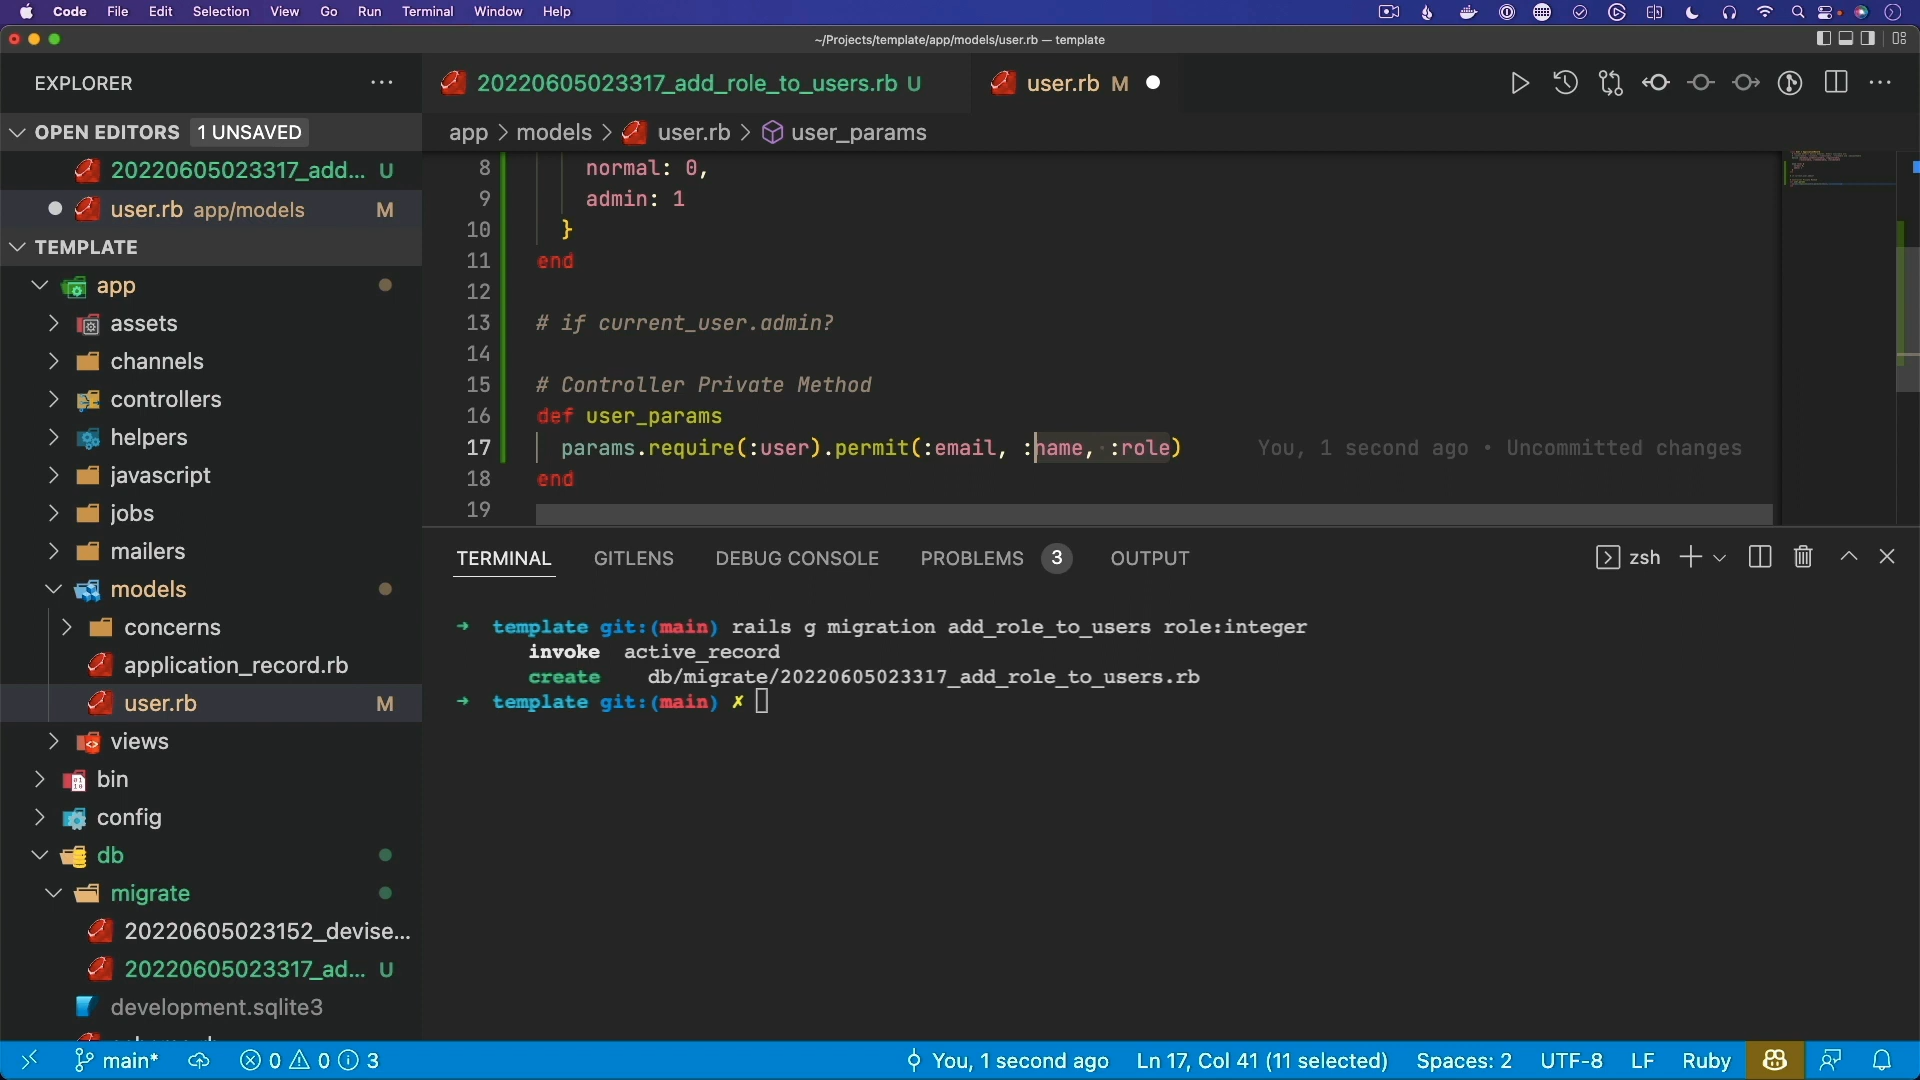 Code File Edit Selection View Go Run Terminal Window Help
~/Projects/template/app/models/user.rb — template
EXPLORER
OPEN EDITORS 1 UNSAVED
20220605023317_add... U
user.rb app/models M
TEMPLATE
app
assets
channels
controllers
helpers
javascript
jobs
mailers
models
concerns
application_record.rb
user.rb M
views
bin
config
db
migrate
20220605023152_devise...
20220605023317_ad... U
development.sqlite3
20220605023317_add_role_to_users.rb U
user.rb M
app > models > user.rb > user_params
8 normal: 0,
9 admin: 1
10 }
11 end
12
13 # if current_user.admin?
14
15 # Controller Private Method
16 def user_params
17 params.require(:user).permit(:email, :name, :role) You, 1 second ago • Uncommitted changes
18 end
19
TERMINAL GITLENS DEBUG CONSOLE PROBLEMS 3 OUTPUT
zsh
➜ template git:(main) rails g migration add_role_to_users role:integer
invoke active_record
create db/migrate/20220605023317_add_role_to_users.rb
➜ template git:(main) ✗
main* 0 0 3 You, 1 second ago Ln 17, Col 41 (11 selected) Spaces: 2 UTF-8 LF Ruby